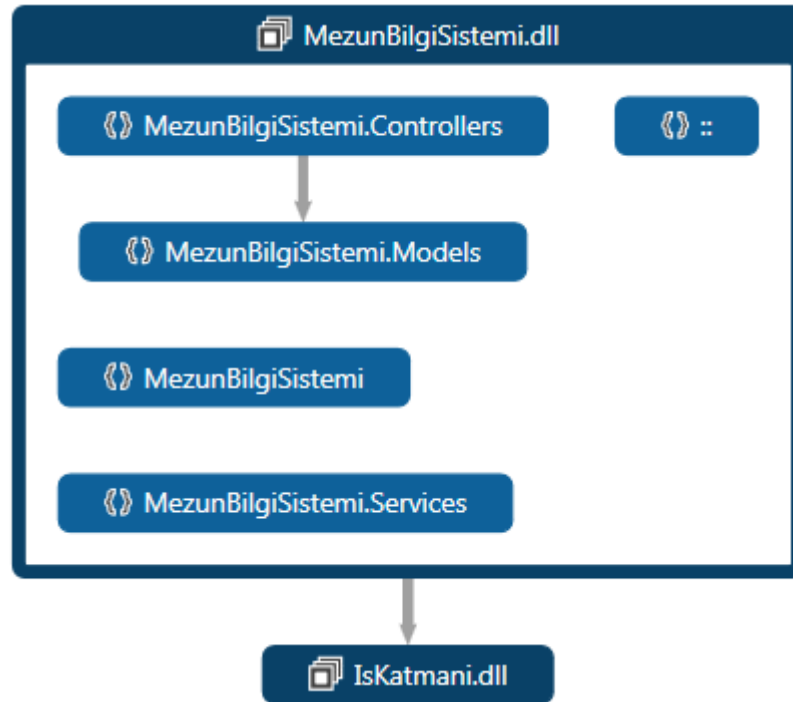 MezunBilgiSistemi.dll
{} MezunBilgiSistemi.Controllers
{} ::
{} MezunBilgiSistemi.Models
{} MezunBilgiSistemi
{} MezunBilgiSistemi.Services
IsKatmani.dll